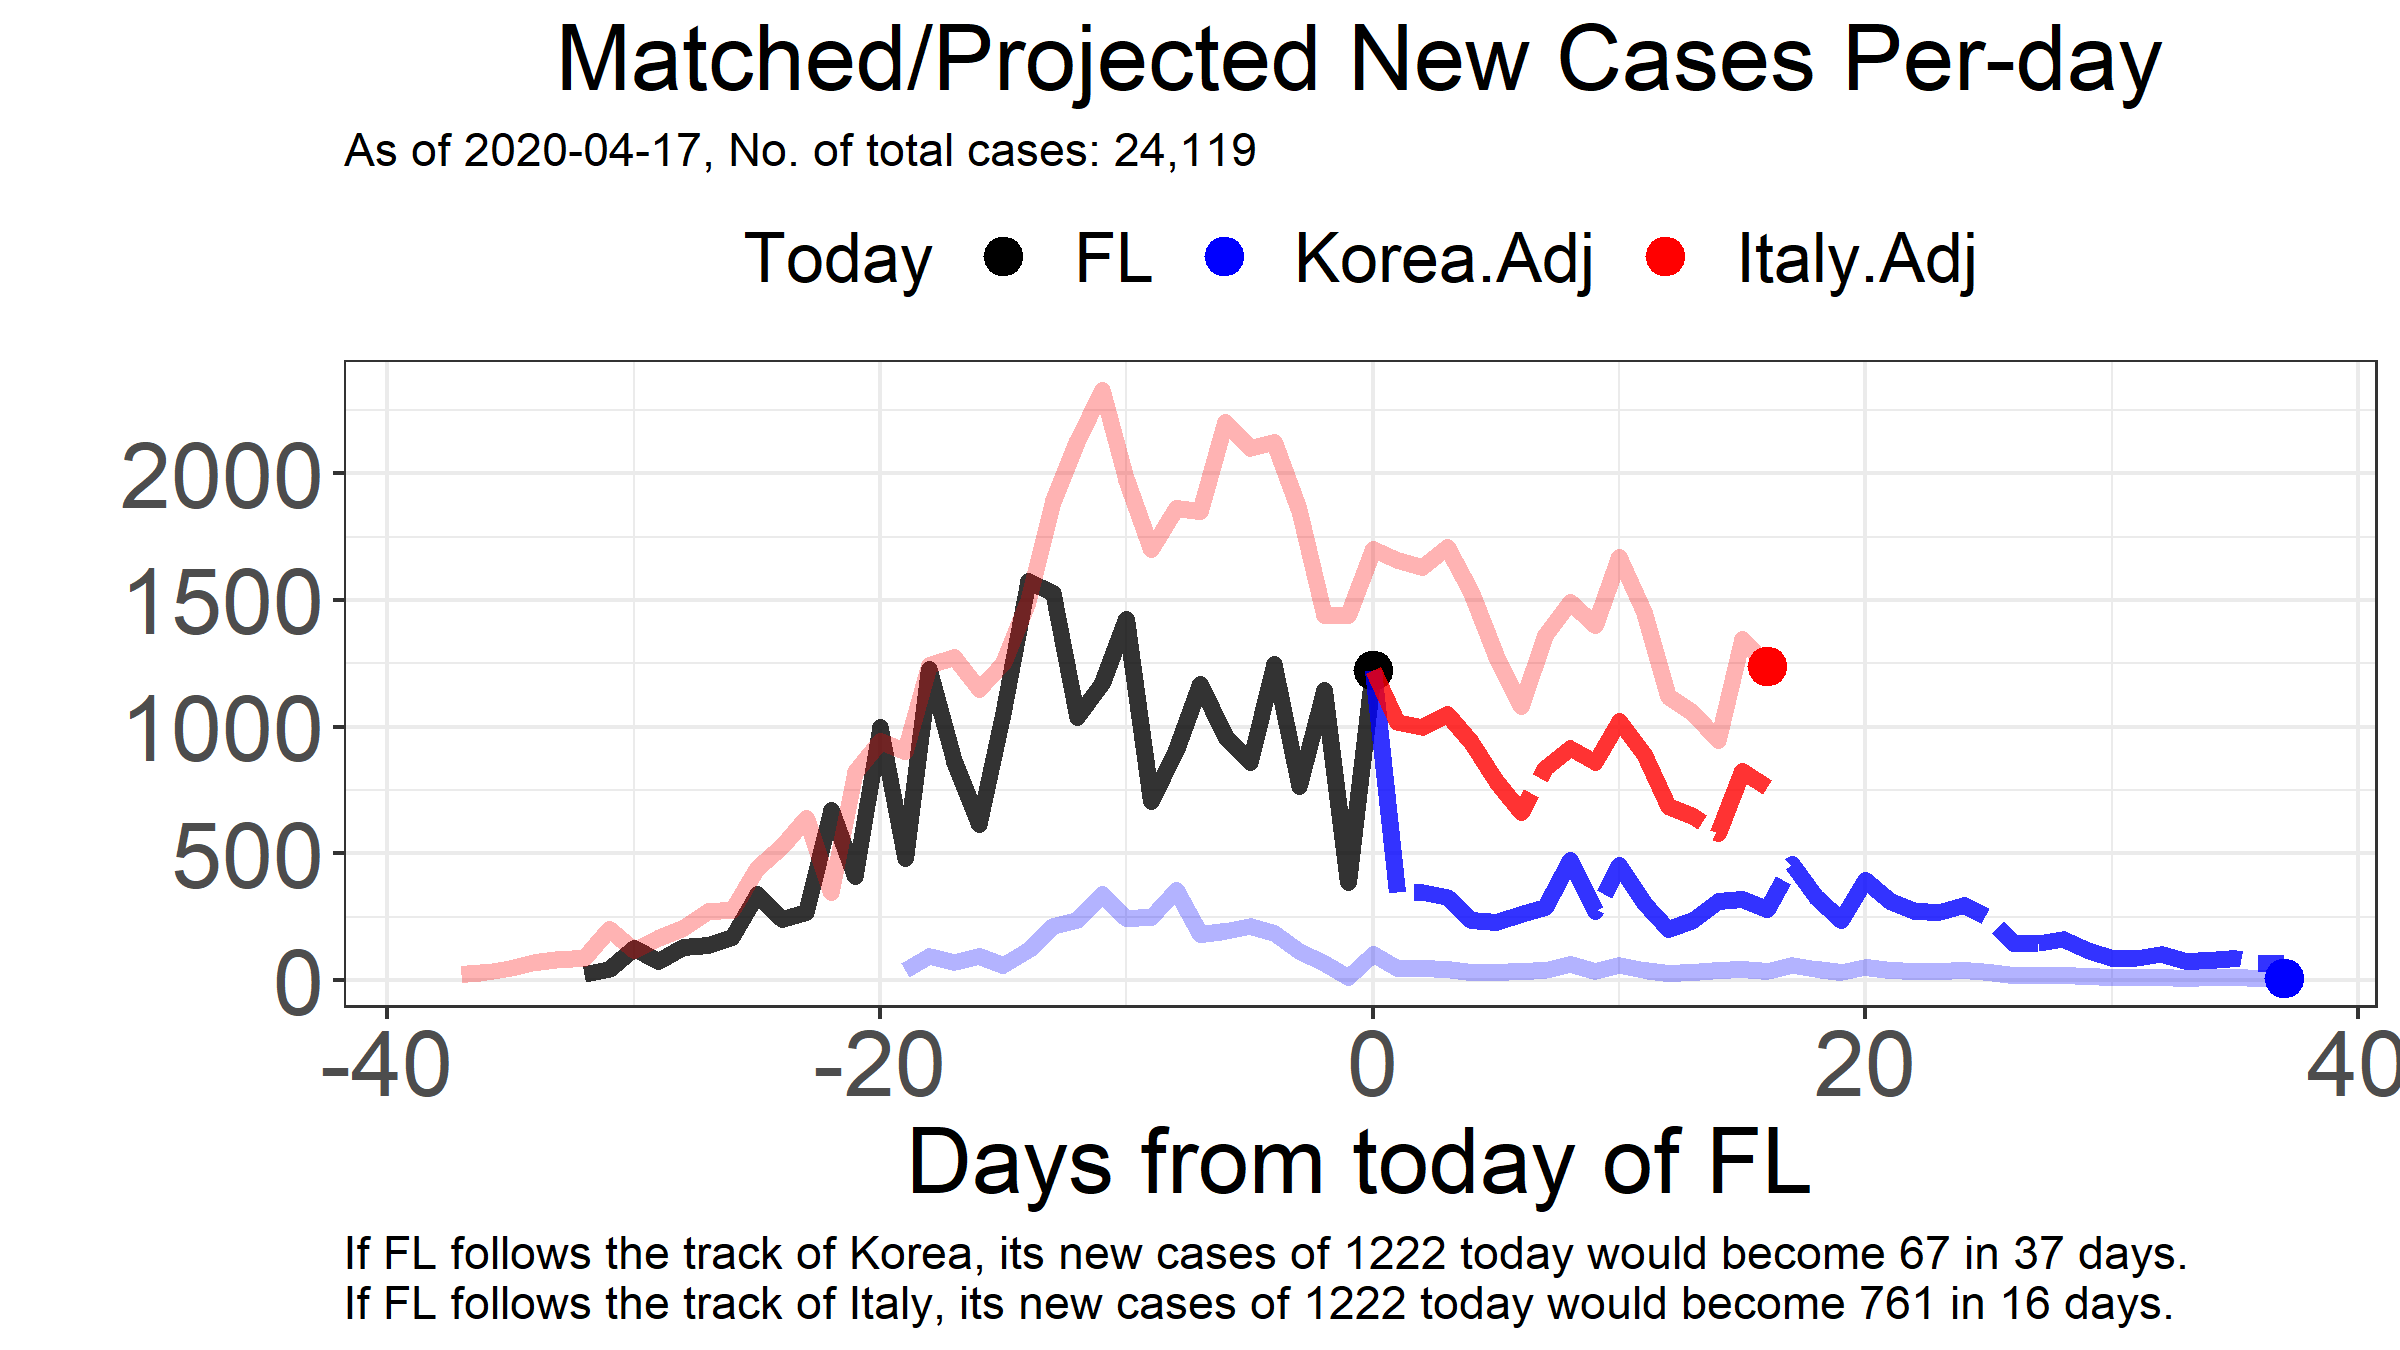 Matched/Projected New Cases Per-day
As of 2020-04-17, No. of total cases: 24,119
Today FL Korea.Adj Italy.Adj
2000
1500
1000
500
0
-40 -20 0 20 40
Days from today of FL
If FL follows the track of Korea, its new cases of 1222 today would become 67 in 37 days.
If FL follows the track of Italy, its new cases of 1222 today would become 761 in 16 days.